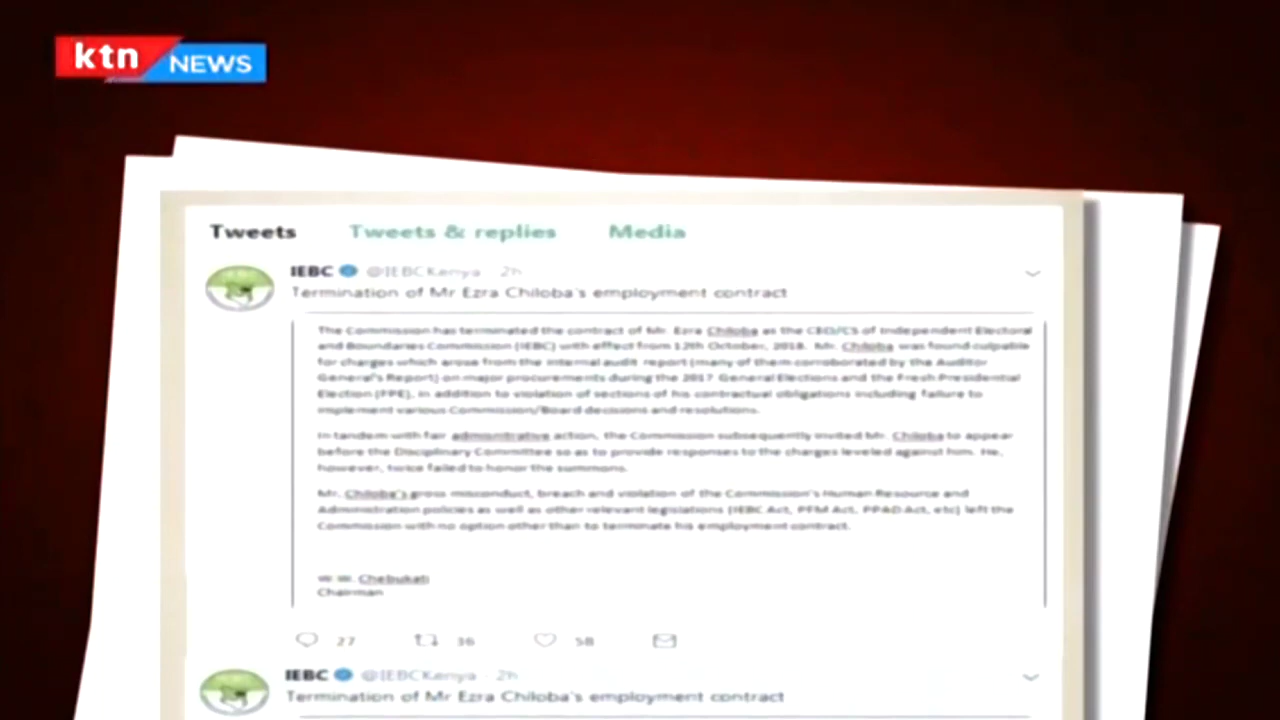 ktn NEWS
Tweets Tweets & replies Media
IEBC @IEBCKenya · 2h
Termination of Mr Ezra Chiloba's employment contract
The Commission has terminated the contract of Mr. Ezra Chiloba as the CEO/CS of Independent Electoral
and Boundaries Commission (IEBC) with effect from 12th October, 2018. Mr. Chiloba was found culpable
for charges which arose from the internal audit report (many of them corroborated by the Auditor
General's Report) on major procurements during the 2017 General Elections and the Fresh Presidential
Election (FPE), in addition to violation of sections of his contractual obligations including failure to
implement various Commission/Board decisions and resolutions.
In tandem with fair action, the Commission subsequently invited Mr. Chiloba to appear
before the Disciplinary Committee so as to provide responses to the charges leveled against him. He,
however, twice failed to honor the summons.
Mr. Chiloba's gross misconduct, breach and violation of the Commission's Human Resource and
Administration policies as well as other relevant legislations (IEBC Act, PFM Act, PPAD Act, etc) left the
Commission with no option other than to terminate his employment contract.
W. W. Chebukati
Chairman
27 36 58
IEBC @IEBCKenya · 2h
Termination of Mr Ezra Chiloba's employment contract